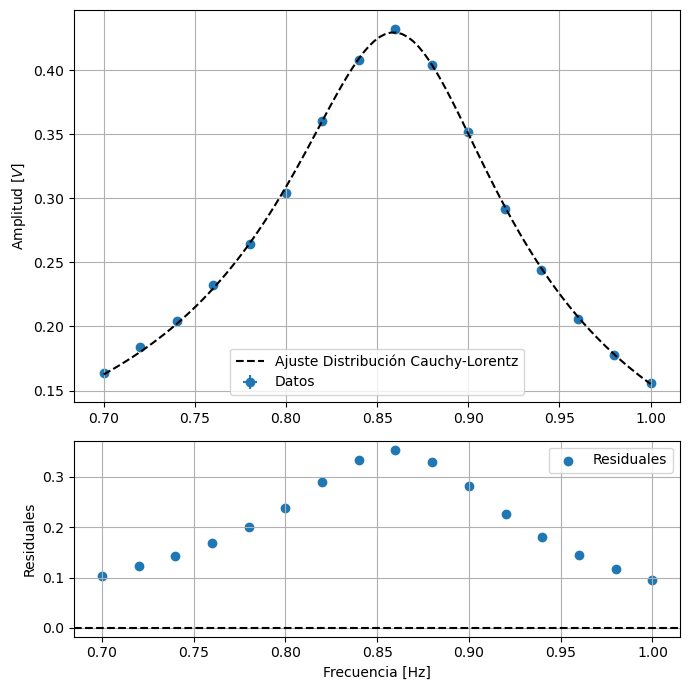 Amplitud [V]
0.40
0.35
0.30
0.25
0.20
0.15
Ajuste Distribución Cauchy-Lorentz
Datos
0.70 0.75 0.80 0.85 0.90 0.95 1.00
Residuales
0.3
0.2
0.1
0.0
Residuales
0.70 0.75 0.80 0.85 0.90 0.95 1.00
Frecuencia [Hz]